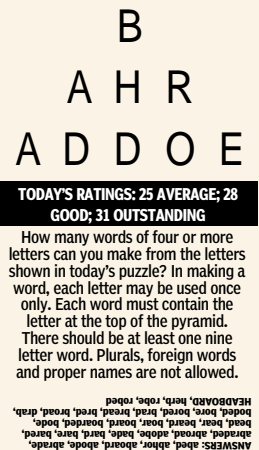 B
A H R
A D D O E
TODAY'S RATINGS: 25 AVERAGE; 28
GOOD; 31 OUTSTANDING
How many words of four or more
letters can you make from the letters
shown in today's puzzle? In making a
word, each letter may be used once
only. Each word must contain the
letter at the top of the pyramid.
There should be at least one nine
letter word. Plurals, foreign words
and proper names are not allowed.
ANSWERS: abed, abhor, aboard, abode, adobe, abrade,
abraded, abroad, adobe, bade, bard, bare, bared,
bead, bear, beard, boar, board, boarded, bode,
boded, bore, bored, brad, bread, bred, broad, drab,
HEADBOARD, herb, robe, robed